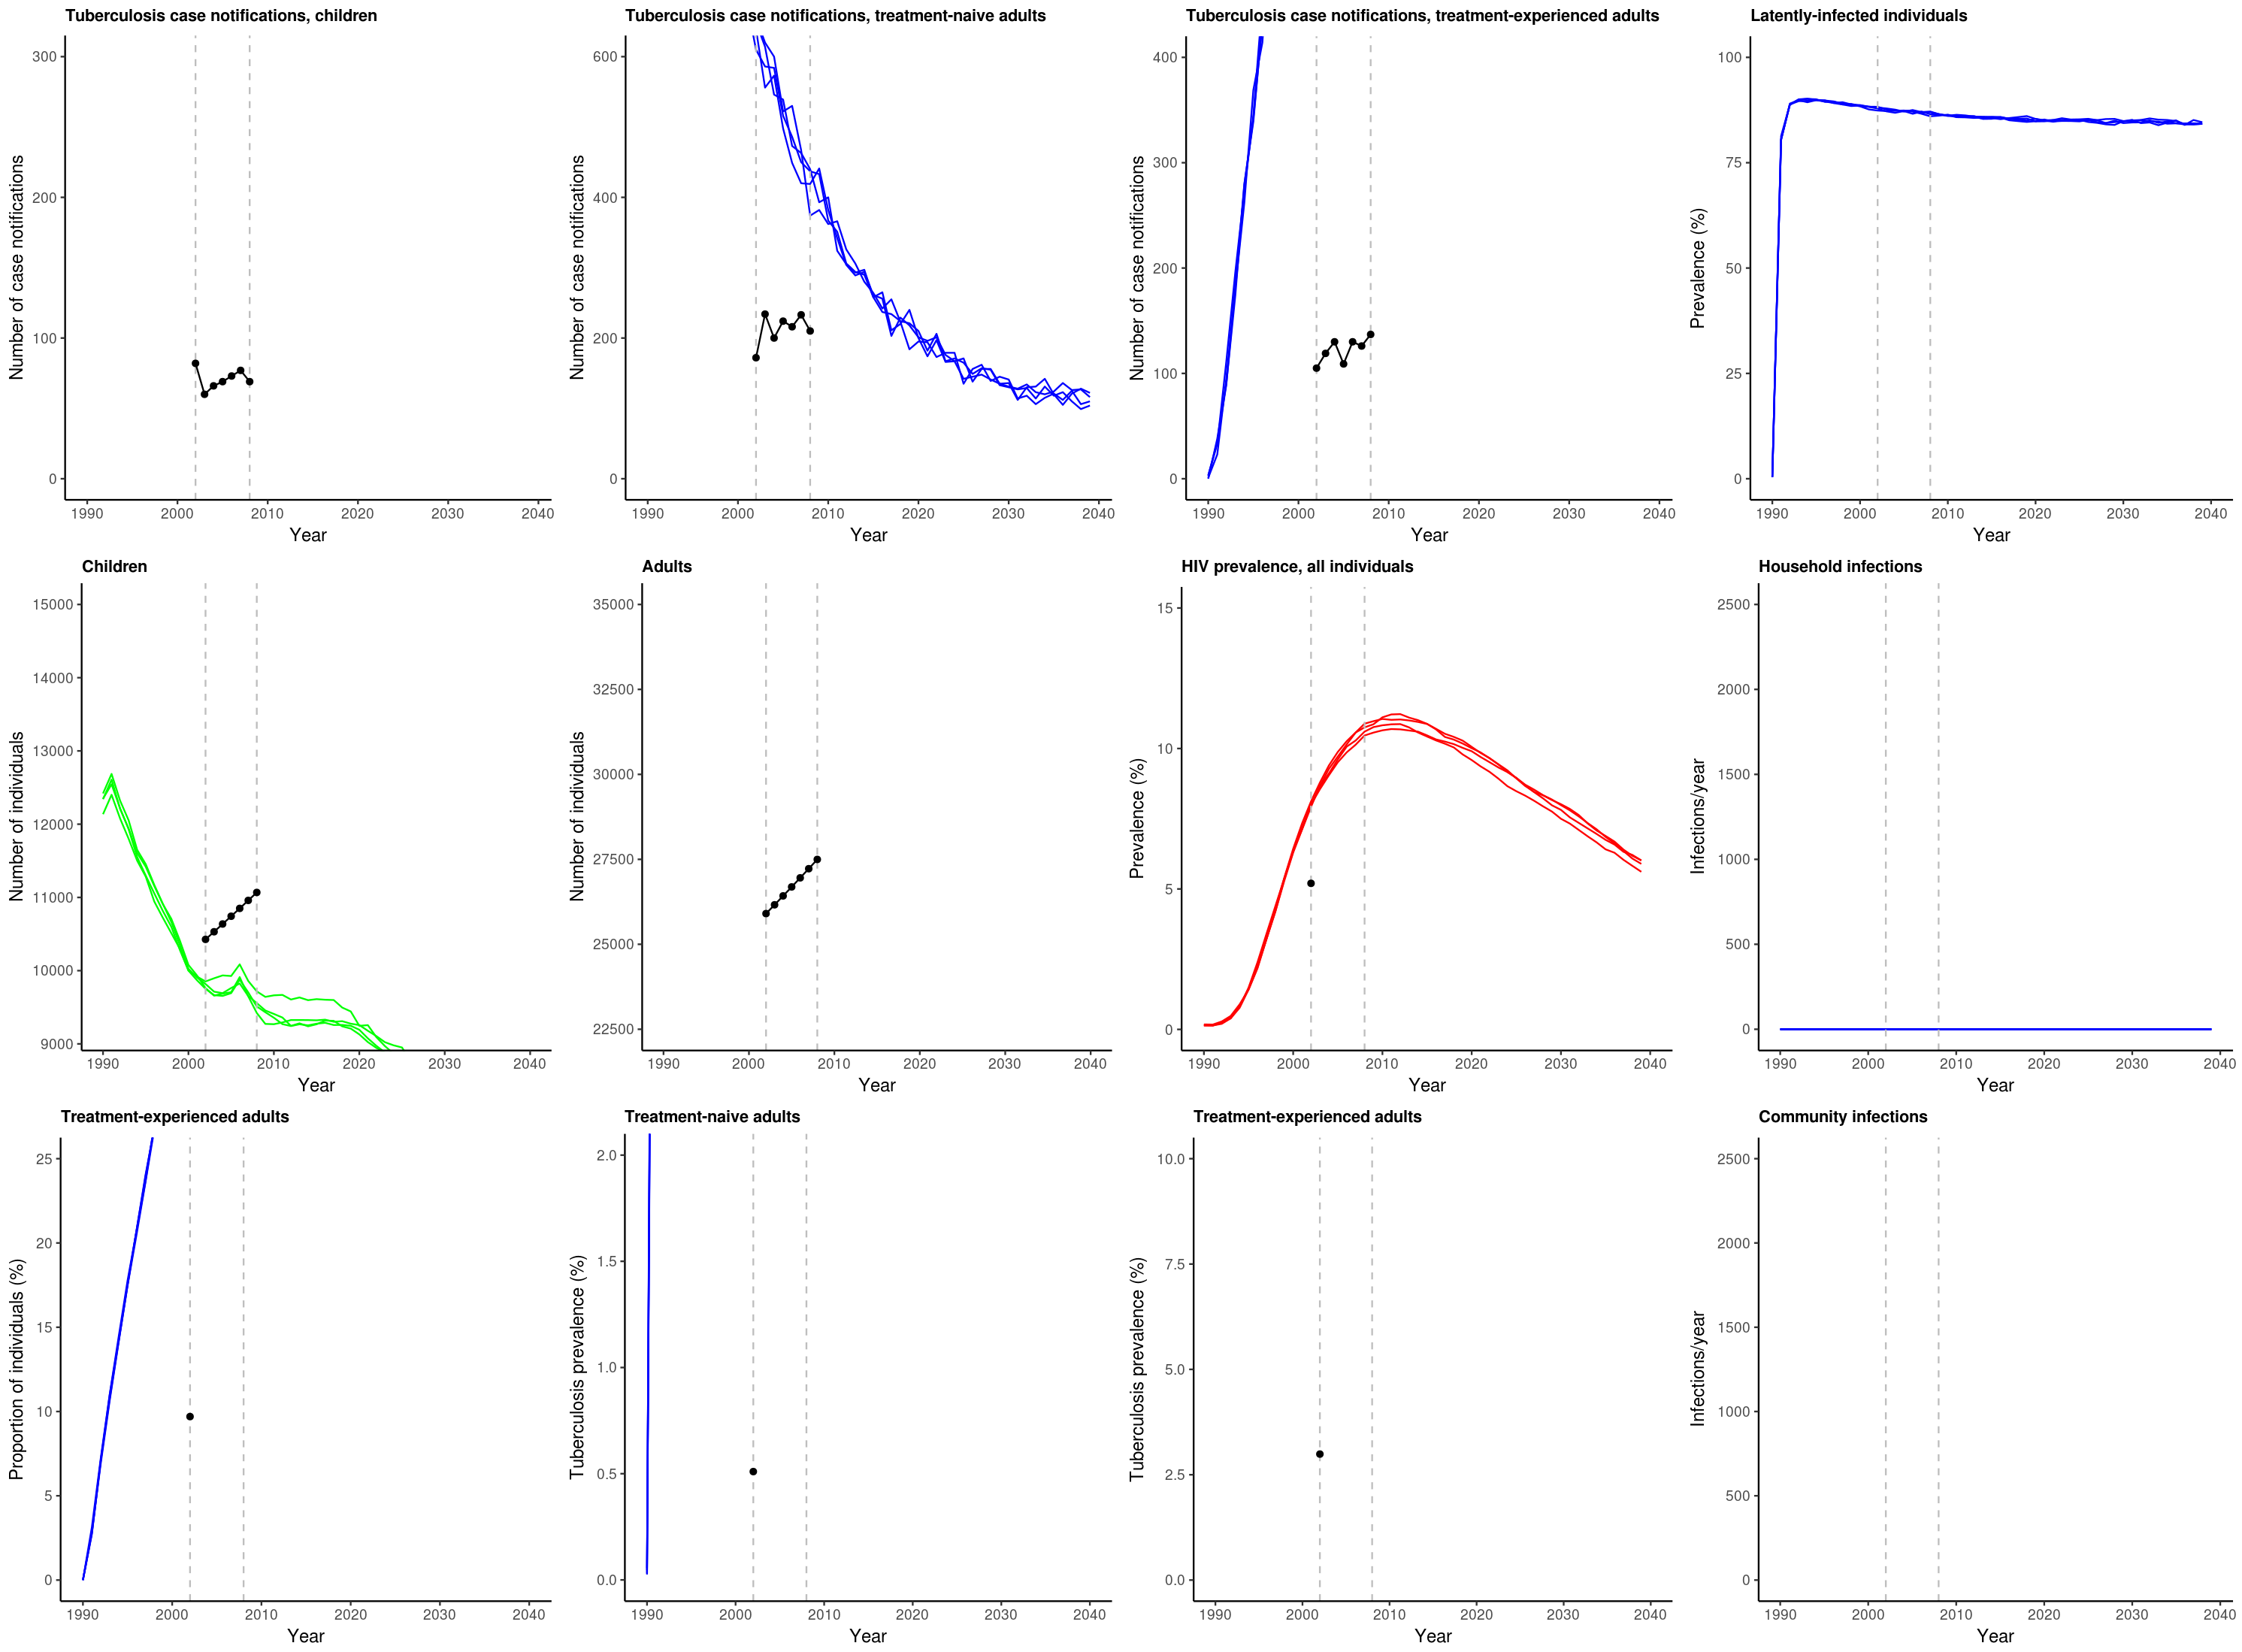 Tuberculosis case notifications, children
Number of case notifications
300
200
100
0
1990 2000 2010 2020 2030 2040
Year
Tuberculosis case notifications, treatment-naive adults
Number of case notifications
600
400
200
0
1990 2000 2010 2020 2030 2040
Year
Tuberculosis case notifications, treatment-experienced adults
Number of case notifications
400
300
200
100
0
1990 2000 2010 2020 2030 2040
Year
Latently-infected individuals
Prevalence (%)
100
75
50
25
0
1990 2000 2010 2020 2030 2040
Year
Children
Number of individuals
15000
14000
13000
12000
11000
10000
9000
1990 2000 2010 2020 2030 2040
Year
Adults
Number of individuals
35000
32500
30000
27500
25000
22500
1990 2000 2010 2020 2030 2040
Year
HIV prevalence, all individuals
Prevalence (%)
15
10
5
0
1990 2000 2010 2020 2030 2040
Year
Household infections
Infections/year
2500
2000
1500
1000
500
0
1990 2000 2010 2020 2030 2040
Year
Treatment-experienced adults
Proportion of individuals (%)
25
20
15
10
5
0
1990 2000 2010 2020 2030 2040
Year
Treatment-naive adults
Tuberculosis prevalence (%)
2.0
1.5
1.0
0.5
0.0
1990 2000 2010 2020 2030 2040
Year
Treatment-experienced adults
Tuberculosis prevalence (%)
10.0
7.5
5.0
2.5
0.0
1990 2000 2010 2020 2030 2040
Year
Community infections
Infections/year
2500
2000
1500
1000
500
0
1990 2000 2010 2020 2030 2040
Year